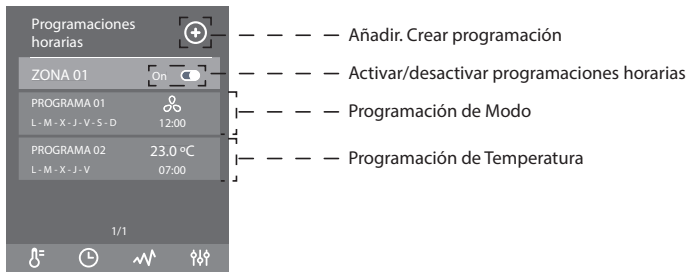 Programaciones
horarias
Añadir. Crear programación
ZONA 01
On
Activar/desactivar programaciones horarias
PROGRAMA 01
L - M - X - J - V - S - D
12:00
Programación de Modo
PROGRAMA 02
23.0 ºC
L - M - X - J - V
07:00
Programación de Temperatura
1/1